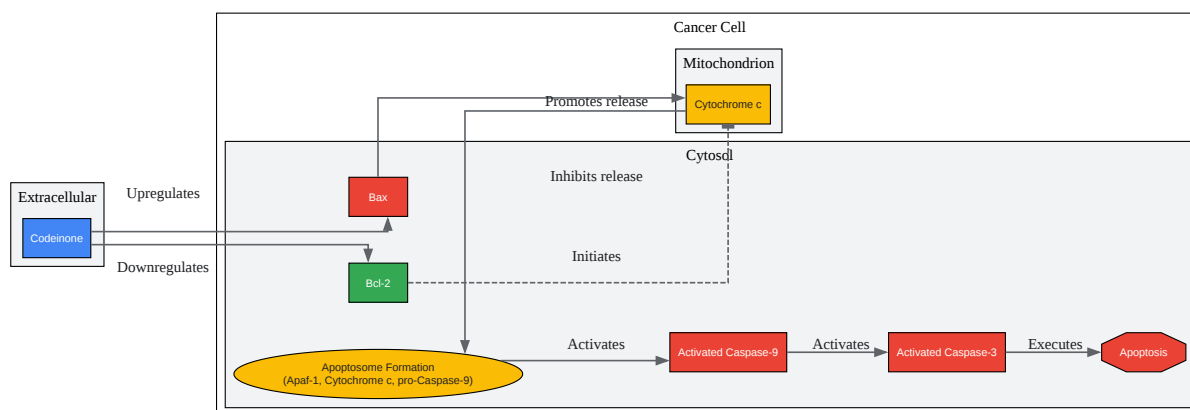 Cancer Cell
Mitochondrion
Cytochrome c
Promotes release
Cytosol
Inhibits release
Extracellular
Codeinone
Upregulates
Downregulates
Bax
Bcl-2
Initiates
Apoptosome Formation
(Apaf-1, Cytochrome c, pro-Caspase-9)
Activates
Activated Caspase-9
Activates
Activated Caspase-3
Executes
Apoptosis